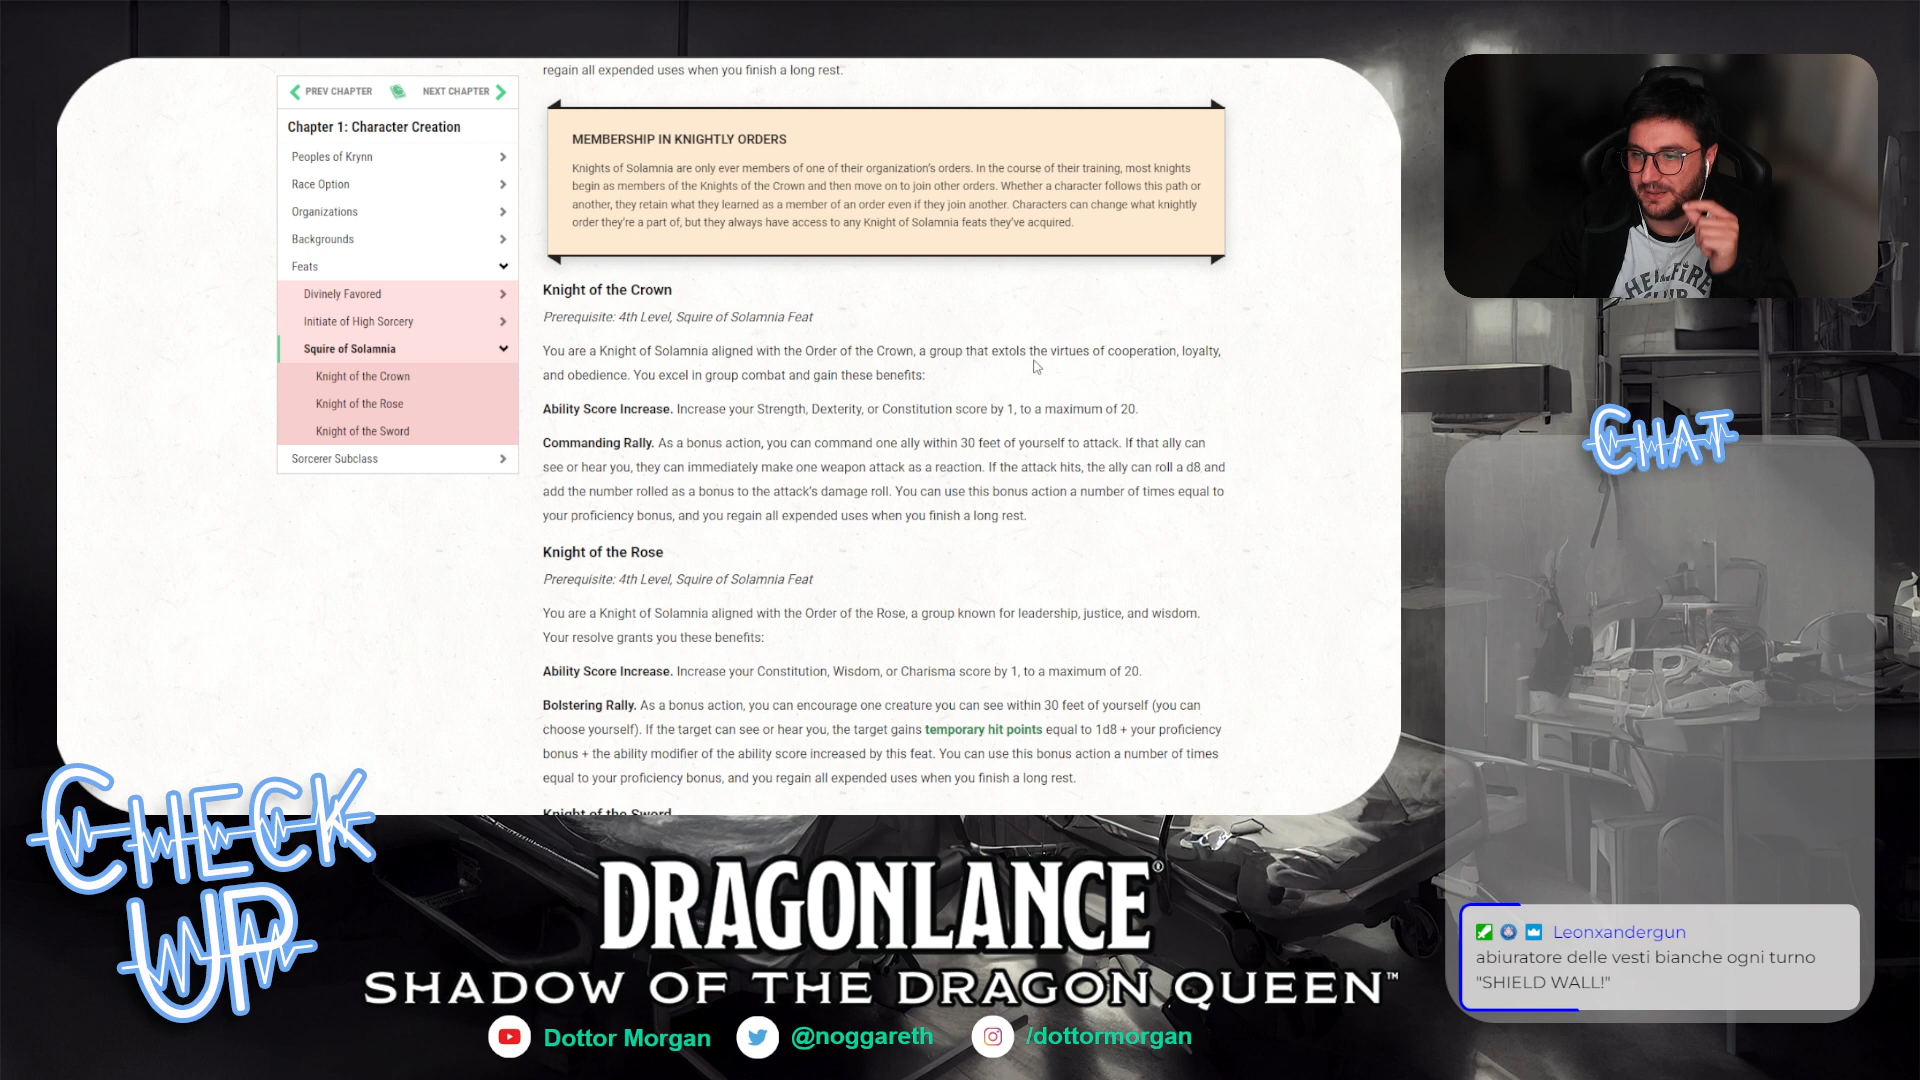 regain all expended uses when you finish a long rest.
PREV CHAPTER
NEXT CHAPTER
Chapter 1: Character Creation
Peoples of Krynn
Race Option
Organizations
Backgrounds
Feats
Divinely Favored
Initiate of High Sorcery
Squire of Solamnia
Knight of the Crown
Knight of the Rose
Knight of the Sword
Sorcerer Subclass
MEMBERSHIP IN KNIGHTLY ORDERS
Knights of Solamnia are only ever members of one of their organization's orders. In the course of their training, most knights
begin as members of the Knights of the Crown and then move on to join other orders. Whether a character follows this path or
another, they retain what they learned as a member of an order even if they join another. Characters can change what knightly
order they're a part of, but they always have access to any Knight of Solamnia feats they've acquired.
Knight of the Crown
Prerequisite: 4th Level, Squire of Solamnia Feat
You are a Knight of Solamnia aligned with the Order of the Crown, a group that extols the virtues of cooperation, loyalty,
and obedience. You excel in group combat and gain these benefits:
Ability Score Increase. Increase your Strength, Dexterity, or Constitution score by 1, to a maximum of 20.
Commanding Rally. As a bonus action, you can command one ally within 30 feet of yourself to attack. If that ally can
see or hear you, they can immediately make one weapon attack as a reaction. If the attack hits, the ally can roll a d8 and
add the number rolled as a bonus to the attack's damage roll. You can use this bonus action a number of times equal to
your proficiency bonus, and you regain all expended uses when you finish a long rest.
Knight of the Rose
Prerequisite: 4th Level, Squire of Solamnia Feat
You are a Knight of Solamnia aligned with the Order of the Rose, a group known for leadership, justice, and wisdom.
Your resolve grants you these benefits:
Ability Score Increase. Increase your Constitution, Wisdom, or Charisma score by 1, to a maximum of 20.
Bolstering Rally. As a bonus action, you can encourage one creature you can see within 30 feet of yourself (you can
choose yourself). If the target can see or hear you, the target gains temporary hit points equal to 1d8 + your proficiency
bonus + the ability modifier of the ability score increased by this feat. You can use this bonus action a number of times
equal to your proficiency bonus, and you regain all expended uses when you finish a long rest.
Knight of the Sword
HELLFIRE
CLUB
CHAT
Leonxandergun
abiuratore delle vesti bianche ogni turno
"SHIELD WALL!"
CHECK
UP
DRAGONLANCE®
SHADOW OF THE DRAGON QUEEN™
Dottor Morgan
@noggareth
/dottormorgan